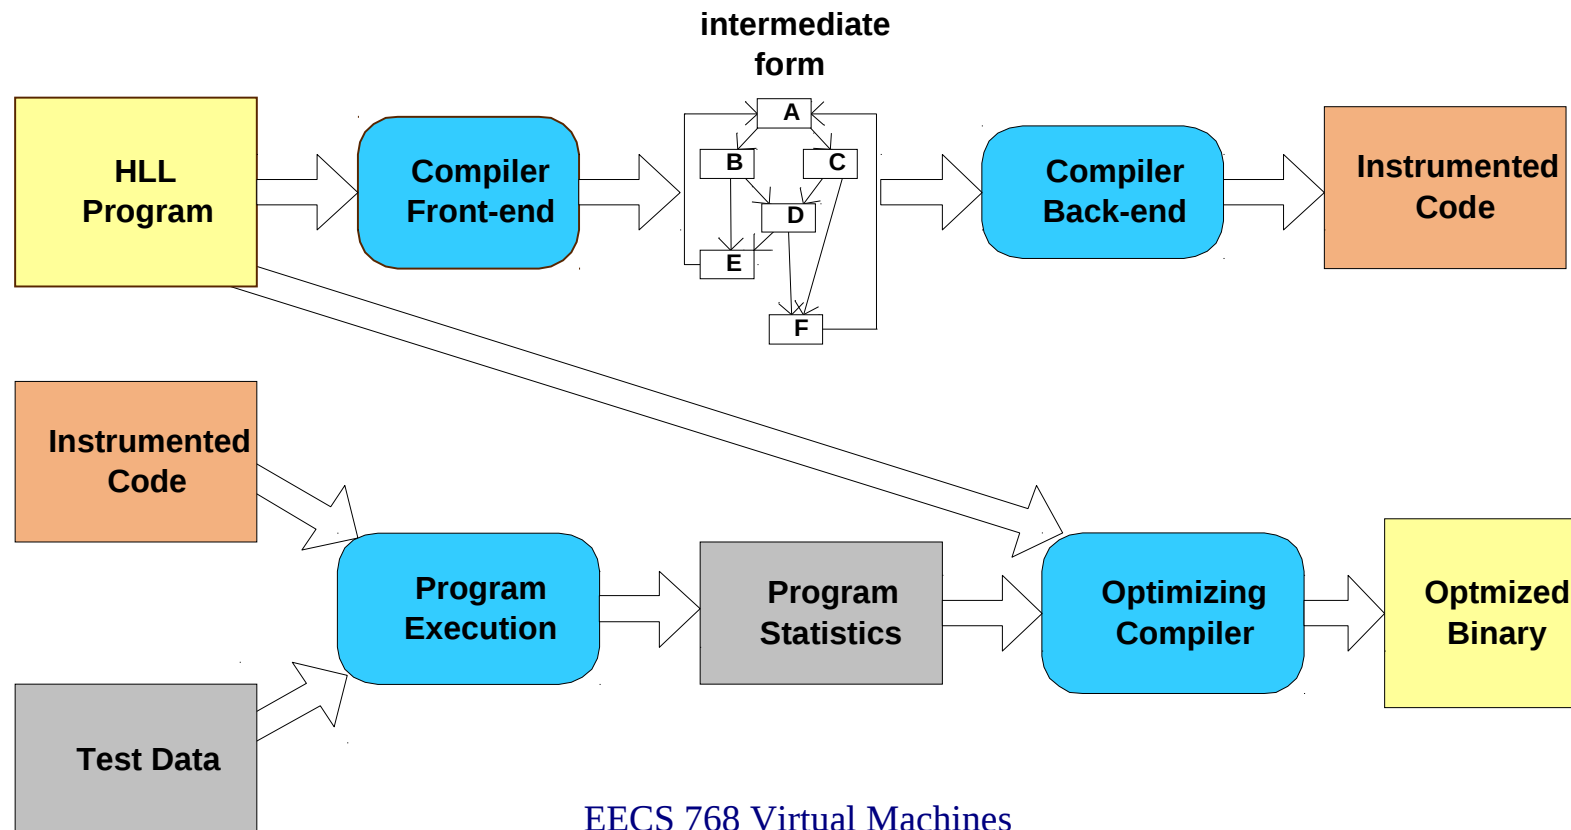 intermediate
form
HLL
Program
Compiler
Front-end
A
B
C
D
E
F
Compiler
Back-end
Instrumented
Code
Instrumented
Code
Program
Execution
Program
Statistics
Optimizing
Compiler
Optmized
Binary
Test Data
EECS 768 Virtual Machines